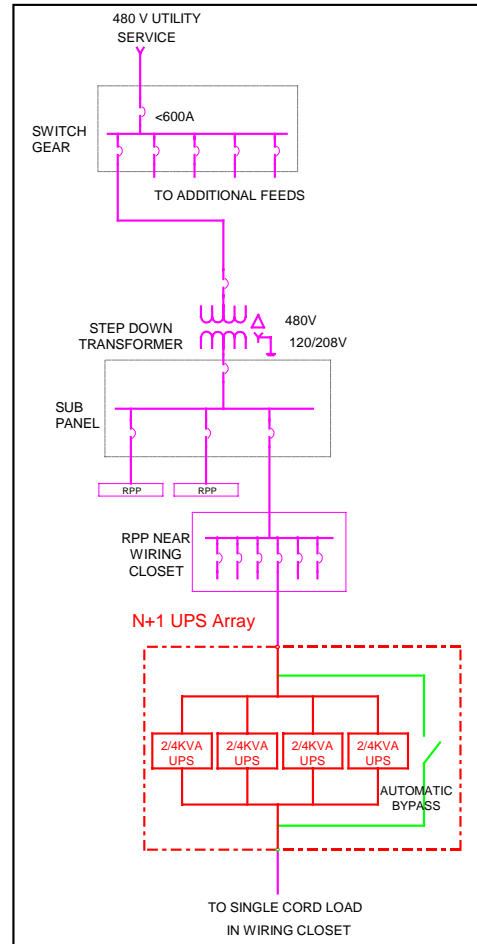 480 V UTILITY
SERVICE
<600A
SWITCH
GEAR
TO ADDITIONAL FEEDS
480V
STEP DOWN
TRANSFORMER
120/208V
SUB
PANEL
RPP
RPP
RPP NEAR
WIRING
CLOSET
N+1 UPS Array
2/4KVA
UPS
2/4KVA
UPS
2/4KVA
UPS
2/4KVA
UPS
AUTOMATIC
BYPASS
TO SINGLE CORD LOAD
IN WIRING CLOSET